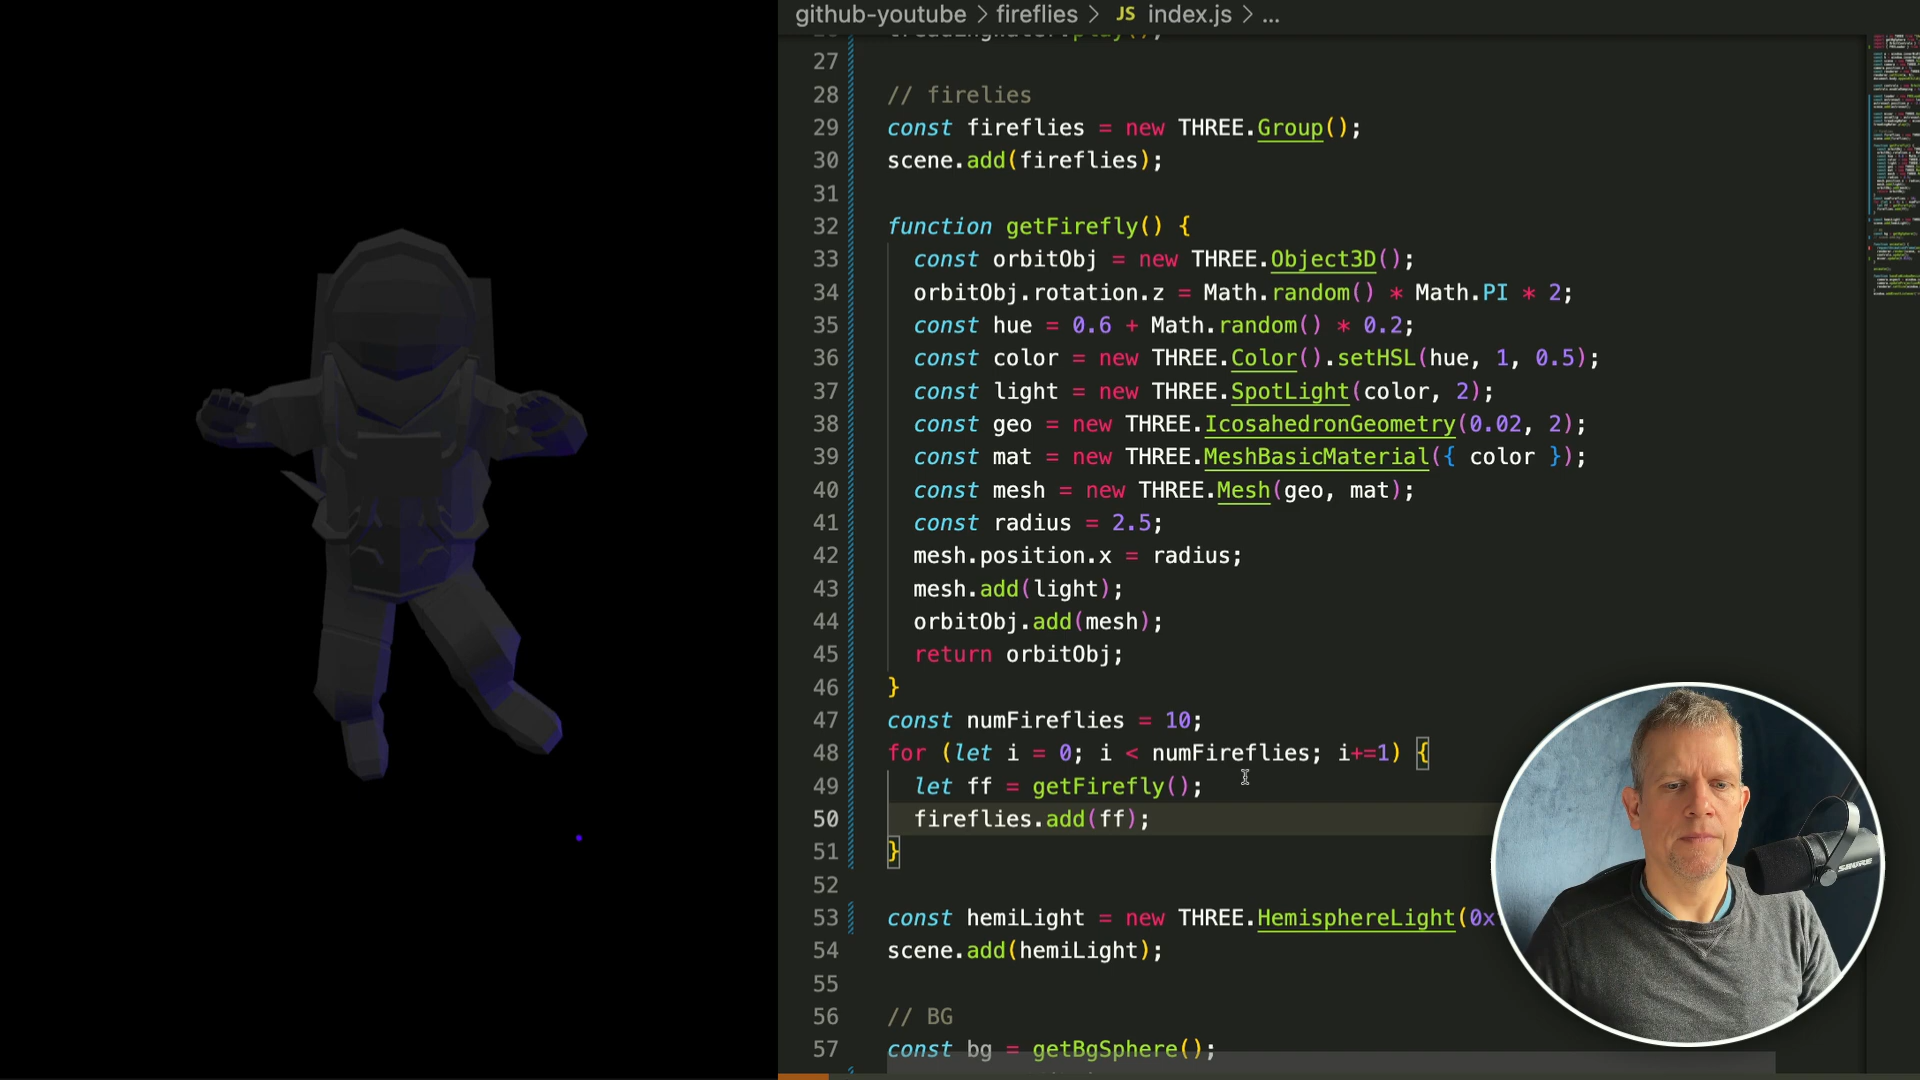 github-youtube > fireflies > JS index.js > ...
27
28 // firelies
29 const fireflies = new THREE.Group();
30 scene.add(fireflies);
31
32 function getFirefly() {
33 const orbitObj = new THREE.Object3D();
34 orbitObj.rotation.z = Math.random() * Math.PI * 2;
35 const hue = 0.6 + Math.random() * 0.2;
36 const color = new THREE.Color().setHSL(hue, 1, 0.5);
37 const light = new THREE.SpotLight(color, 2);
38 const geo = new THREE.IcosahedronGeometry(0.02, 2);
39 const mat = new THREE.MeshBasicMaterial({ color });
40 const mesh = new THREE.Mesh(geo, mat);
41 const radius = 2.5;
42 mesh.position.x = radius;
43 mesh.add(light);
44 orbitObj.add(mesh);
45 return orbitObj;
46 }
47 const numFireflies = 10;
48 for (let i = 0; i < numFireflies; i+=1) {
49 let ff = getFirefly();
50 fireflies.add(ff);
51 }
52
53 const hemiLight = new THREE.HemisphereLight(0x
54 scene.add(hemiLight);
55
56 // BG
57 const bg = getBgSphere();
SHURE